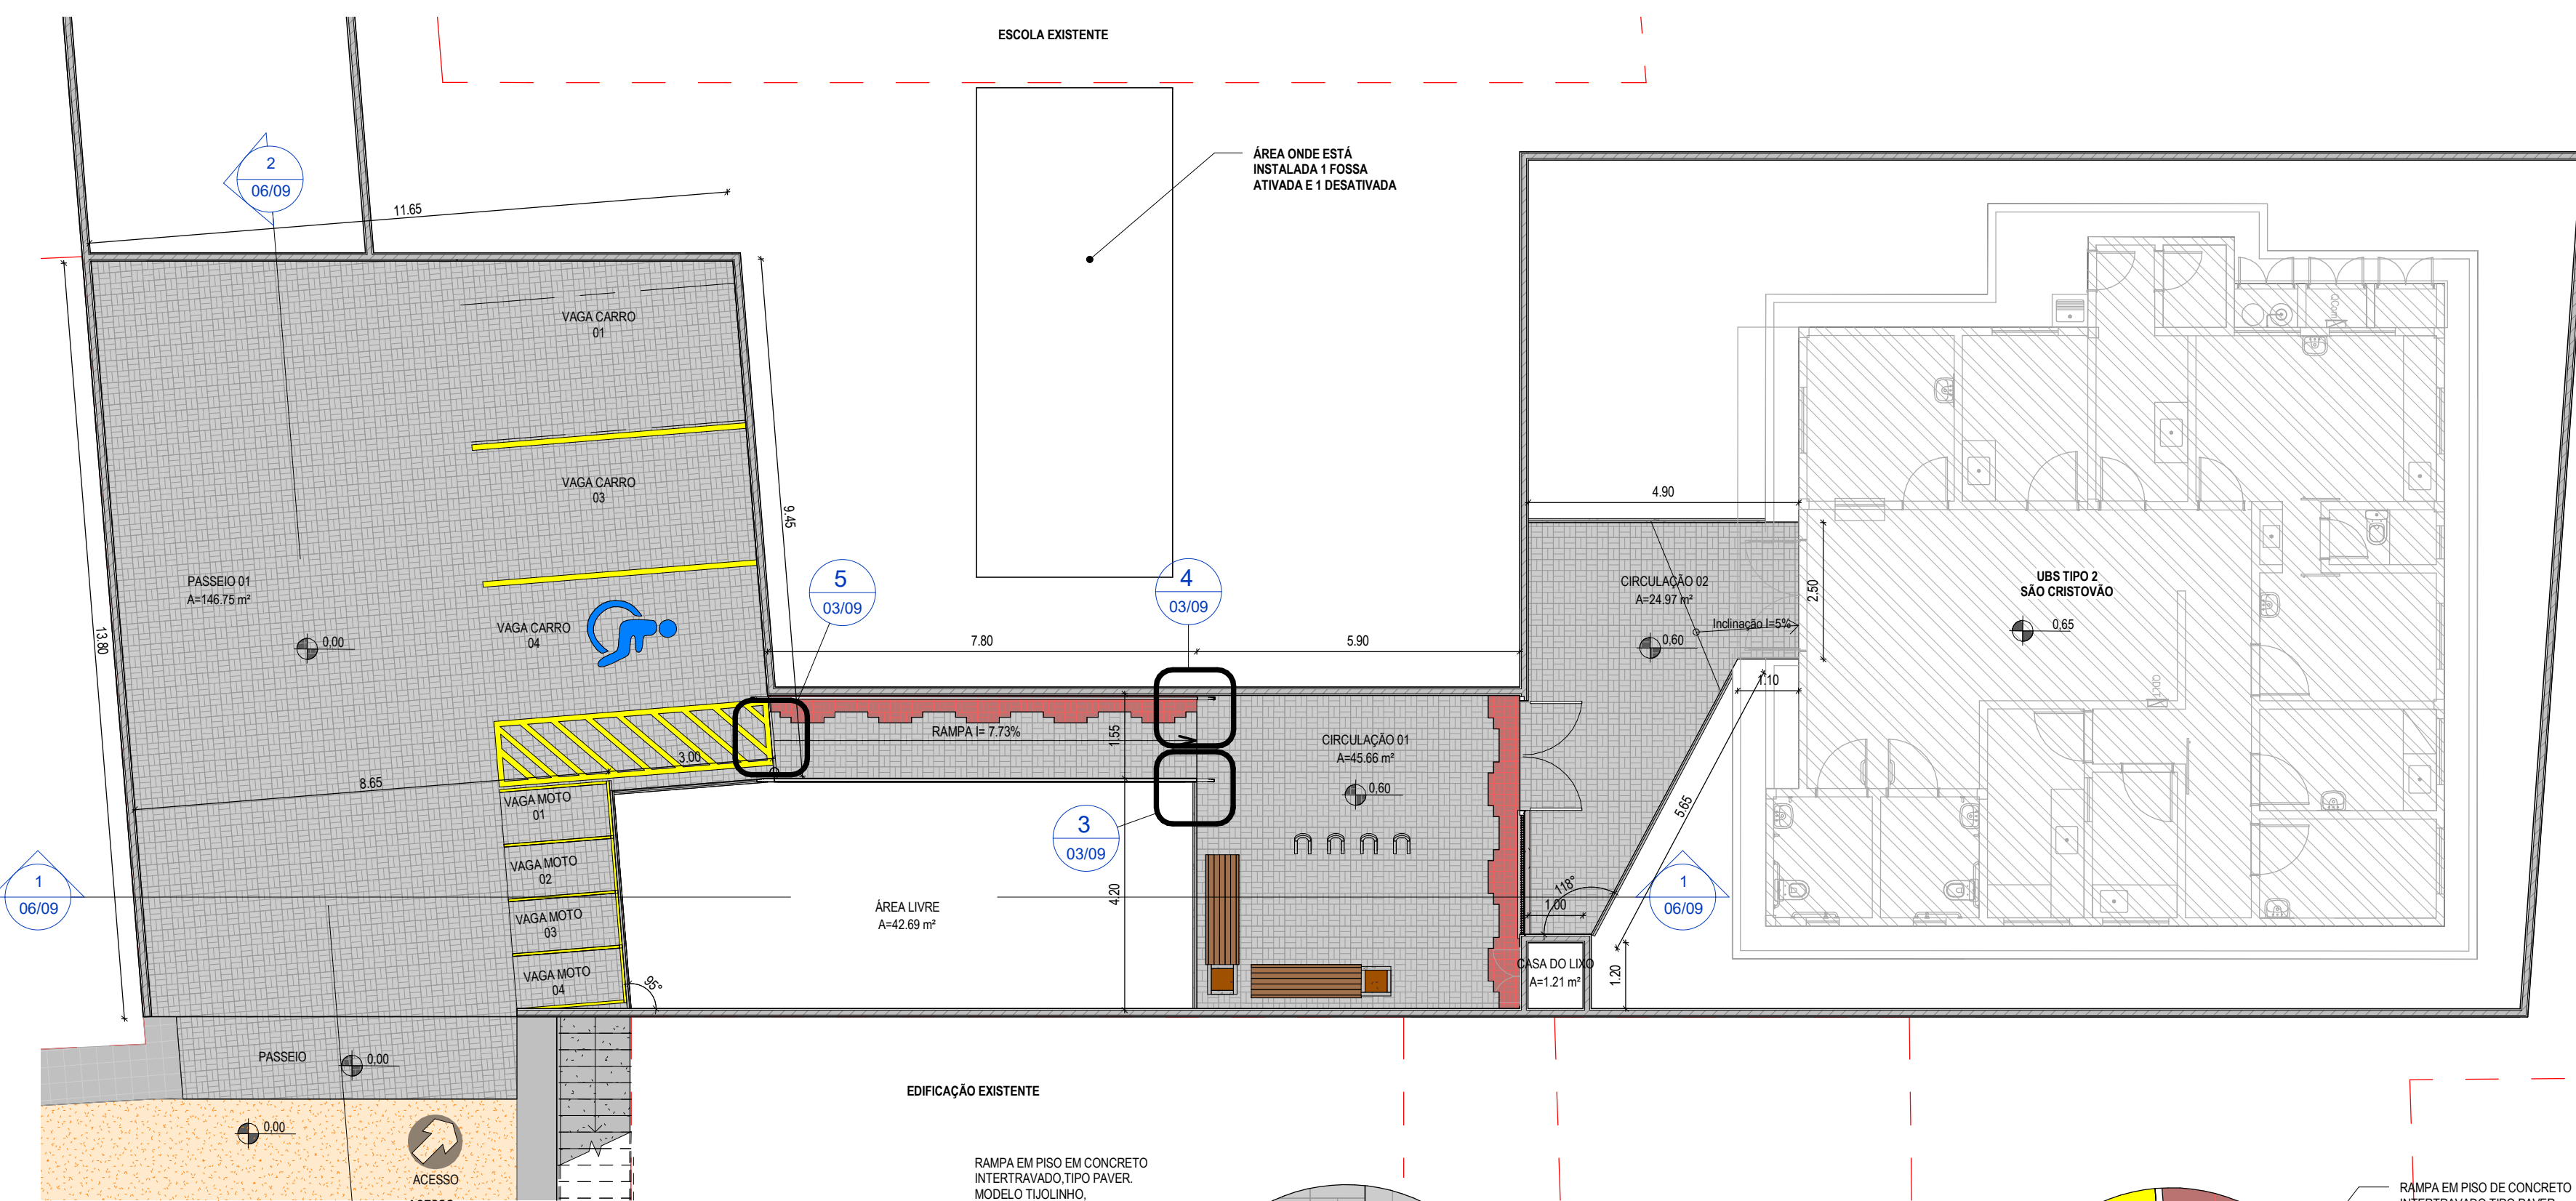 ESCOLA EXISTENTE
ÁREA ONDE ESTÁ
INSTALADA 1 FOSSA
ATIVADA E 1 DESATIVADA
2
06/09
11.65
VAGA CARRO
01
VAGA CARRO
03
9.45
4.90
PASSEIO 01
A=146.75 m²
0,00
VAGA CARRO
04
5
03/09
4
03/09
CIRCULAÇÃO 02
A=24.97 m²
Inclinação I=5%
0,60
2.50
UBS TIPO 2
SÃO CRISTOVÃO
0,65
13.80
7.80
5.90
1.10
RAMPA I= 7.73%
1.55
CIRCULAÇÃO 01
A=45.66 m²
0,60
3.00
8.65
VAGA MOTO
01
VAGA MOTO
02
VAGA MOTO
03
VAGA MOTO
04
3
03/09
5.65
1
06/09
ÁREA LIVRE
A=42.69 m²
4.20
118°
1.00
1
06/09
95°
CASA DO LIXO
A=1.21 m²
1.20
PASSEIO
0,00
EDIFICAÇÃO EXISTENTE
0,00
ACESSO
RAMPA EM PISO EM CONCRETO
INTERTRAVADO,TIPO PAVER.
MODELO TIJOLINHO,
RAMPA EM PISO DE CONCRETO